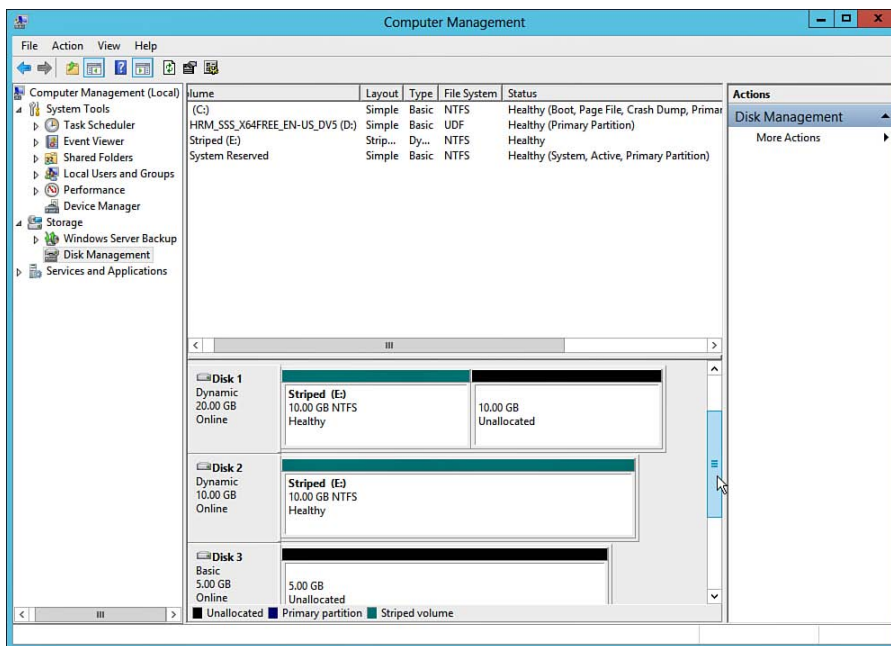 Computer Management
File Action View Help
Computer Management (Local)
System Tools
Task Scheduler
Event Viewer
Shared Folders
Local Users and Groups
Performance
Device Manager
Storage
Windows Server Backup
Disk Management
Services and Applications
lume Layout Type File System Status
(C:) Simple Basic NTFS Healthy (Boot, Page File, Crash Dump, Primar
HRM_SSS_X64FREE_EN-US_DV5 (D:) Simple Basic UDF Healthy (Primary Partition)
Striped (E:) Strip... Dy... NTFS Healthy
System Reserved Simple Basic NTFS Healthy (System, Active, Primary Partition)
Disk 1
Dynamic
20.00 GB
Online
Striped (E:)
10.00 GB NTFS
Healthy
10.00 GB
Unallocated
Disk 2
Dynamic
10.00 GB
Online
Striped (E:)
10.00 GB NTFS
Healthy
Disk 3
Basic
5.00 GB
Online
5.00 GB
Unallocated
Unallocated Primary partition Striped volume
Actions
Disk Management
More Actions